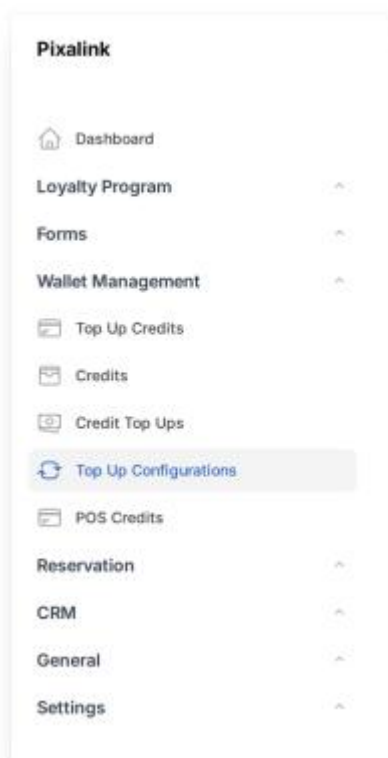 Pixalink
Dashboard
Loyalty Program
Forms
Wallet Management
Top Up Credits
Credits
Credit Top Ups
Top Up Configurations
POS Credits
Reservation
CRM
General
Settings